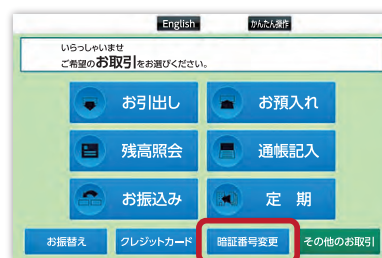 English かんたん操作
いらっしゃいませ
ご希望のお取引をお選びください。
お引出し お預入れ
残高照会 通帳記入
お振込み 定 期
お振替え クレジットカード 暗証番号変更 その他のお取引